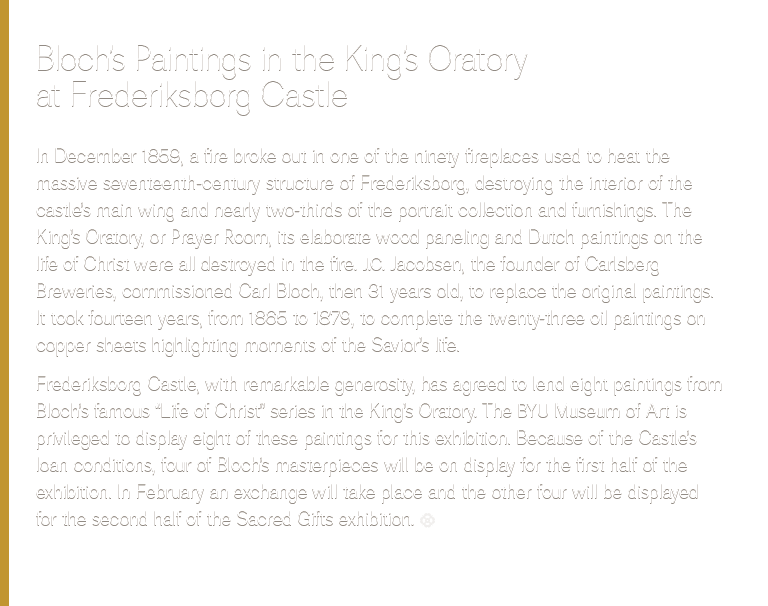 Bloch's Paintings in the King's Oratory
at Frederiksborg Castle
In December 1859, a fire broke out in one of the ninety fireplaces used to heat the
massive seventeenth-century structure of Frederiksborg, destroying the interior of the
castle's main wing and nearly two-thirds of the portrait collection and furnishings. The
King's Oratory, or Prayer Room, its elaborate wood paneling and Dutch paintings on the
life of Christ were all destroyed in the fire. J.C. Jacobsen, the founder of Carlsberg
Breweries, commissioned Carl Bloch, then 31 years old, to replace the original paintings.
It took fourteen years, from 1865 to 1879, to complete the twenty-three oil paintings on
copper sheets highlighting moments of the Savior's life.
Frederiksborg Castle, with remarkable generosity, has agreed to lend eight paintings from
Bloch's famous “Life of Christ” series in the King's Oratory. The BYU Museum of Art is
privileged to display eight of these paintings for this exhibition. Because of the Castle's
loan conditions, four of Bloch's masterpieces will be on display for the first half of the
exhibition. In February an exchange will take place and the other four will be displayed
for the second half of the Sacred Gifts exhibition.